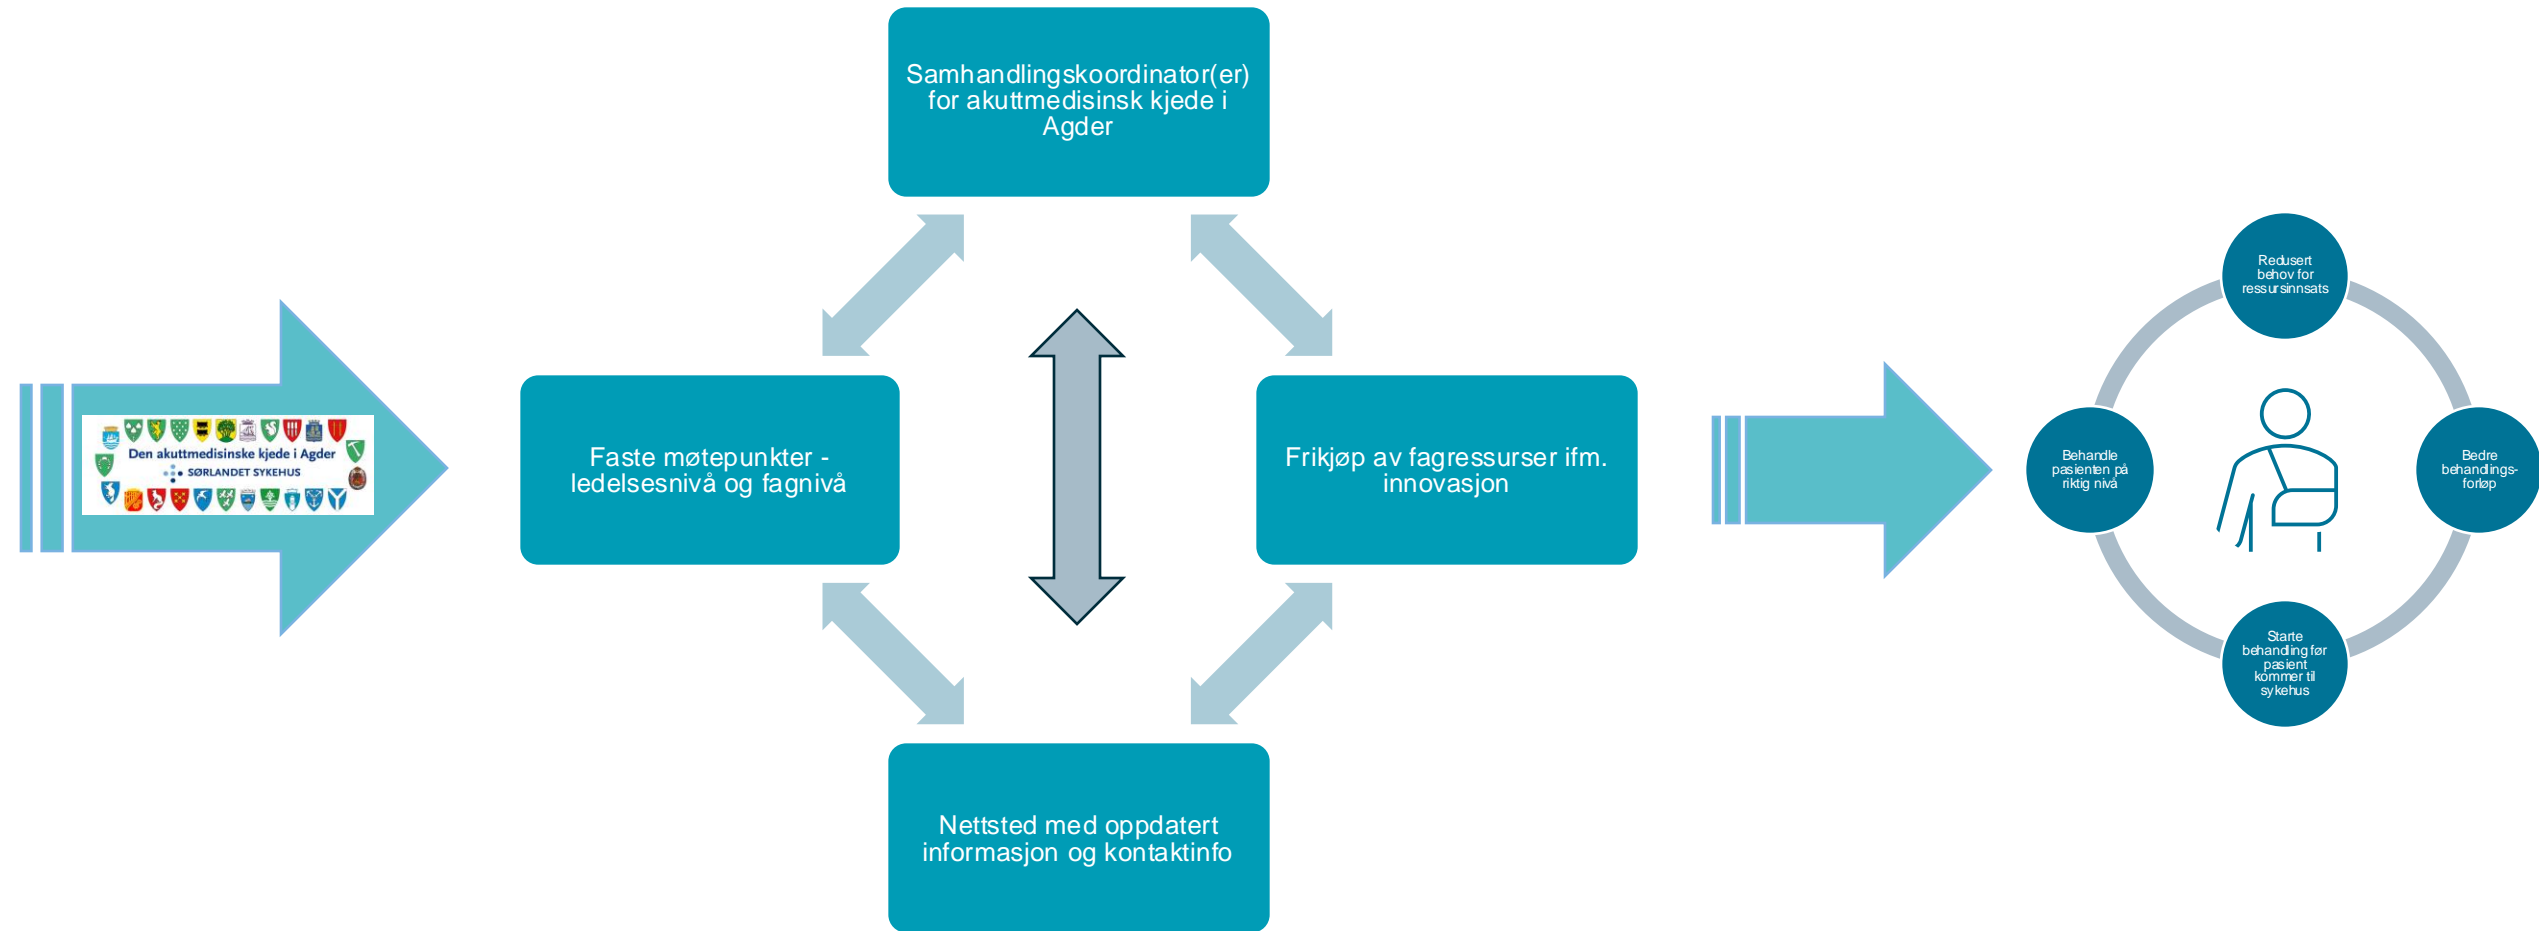 Samhandlingskoordinator(er)
for akuttmedisinsk kjede i
Agder
Den akuttmedisinske kjede i Agder
SØRLANDET SYKEHUS
Faste møtepunkter -
ledelsesnivå og fagnivå
Frikjøp av fagressurser ifm.
innovasjon
Nettsted med oppdatert
informasjon og kontaktinfo
Redusert
behov for
ressursinnsats
Behandle
pasienten på
riktig nivå
Bedre
behandlings-
forløp
Starte
behandling før
pasient
kommer til
sykehus